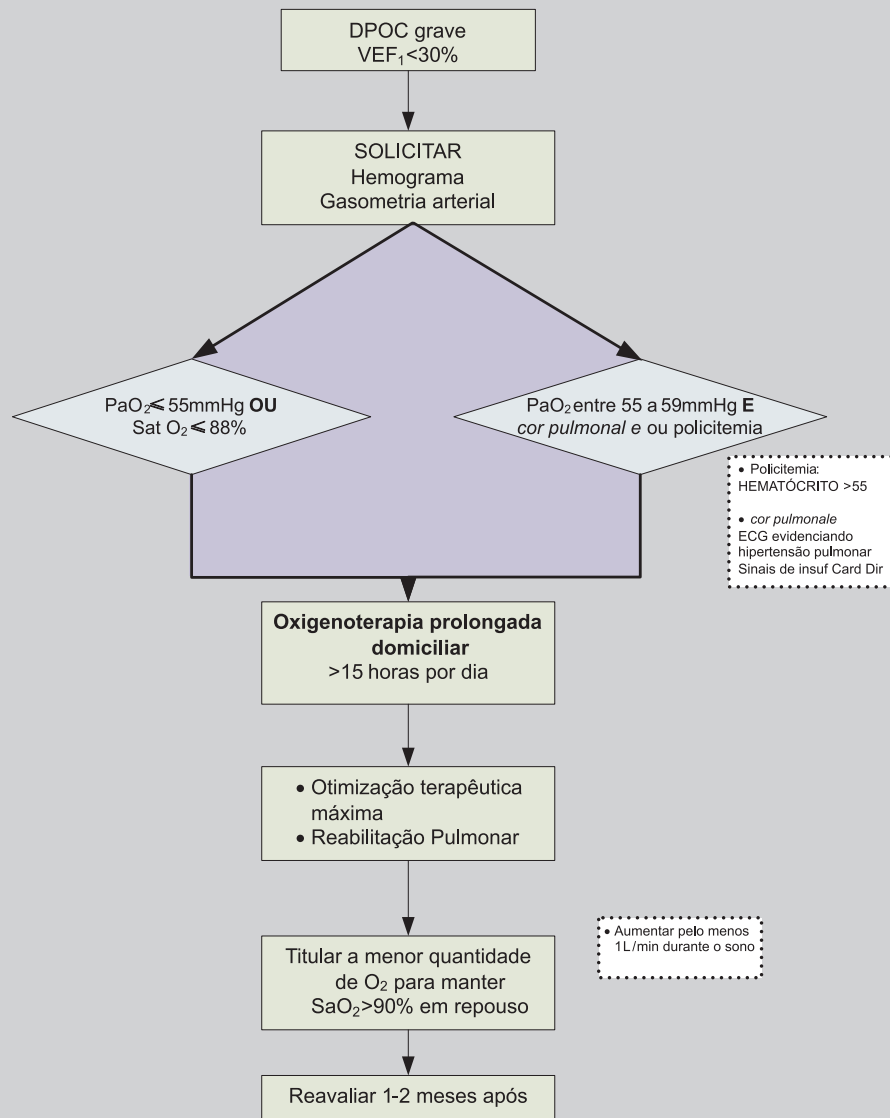 DPOC grave
VEF₁<30%
SOLICITAR
Hemograma
Gasometria arterial
PaO₂⩽ 55mmHg OU
Sat O₂⩽ 88%
PaO₂ entre 55 a 59mmHg E
cor pulmonal e ou policitemia
• Policitemia:
HEMATÓCRITO >55
• cor pulmonale
ECG evidenciando
hipertensão pulmonar
Sinais de insuf Card Dir
Oxigenoterapia prolongada
domiciliar
>15 horas por dia
• Otimização terapêutica
máxima
• Reabilitação Pulmonar
• Aumentar pelo menos
1L/min durante o sono
Titular a menor quantidade
de O₂ para manter
SaO₂>90% em repouso
Reavaliar 1-2 meses após